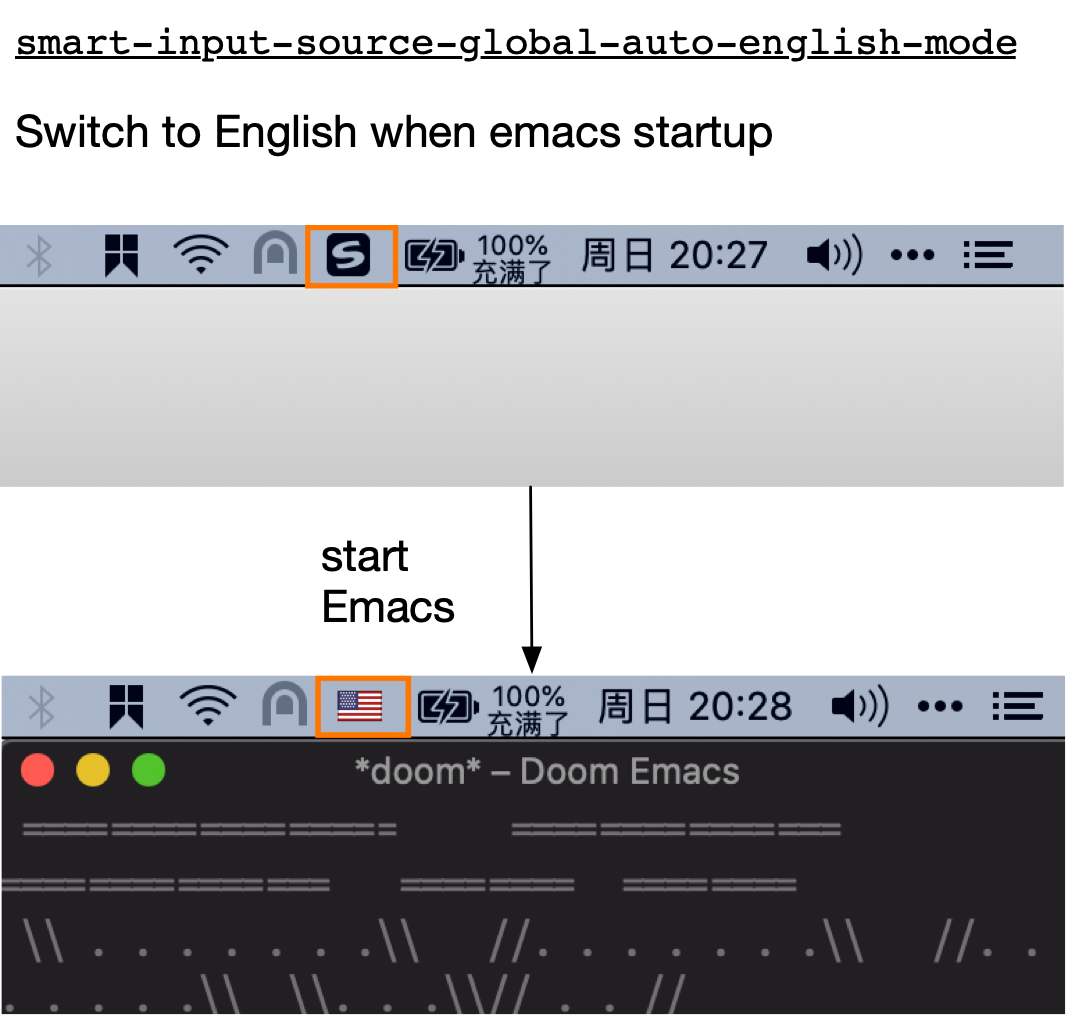 smart-input-source-global-auto-english-mode
Switch to English when emacs startup
S 100% 周日 20:27
充满了
start
Emacs
100% 周日 20:28
充满了
*doom* – Doom Emacs